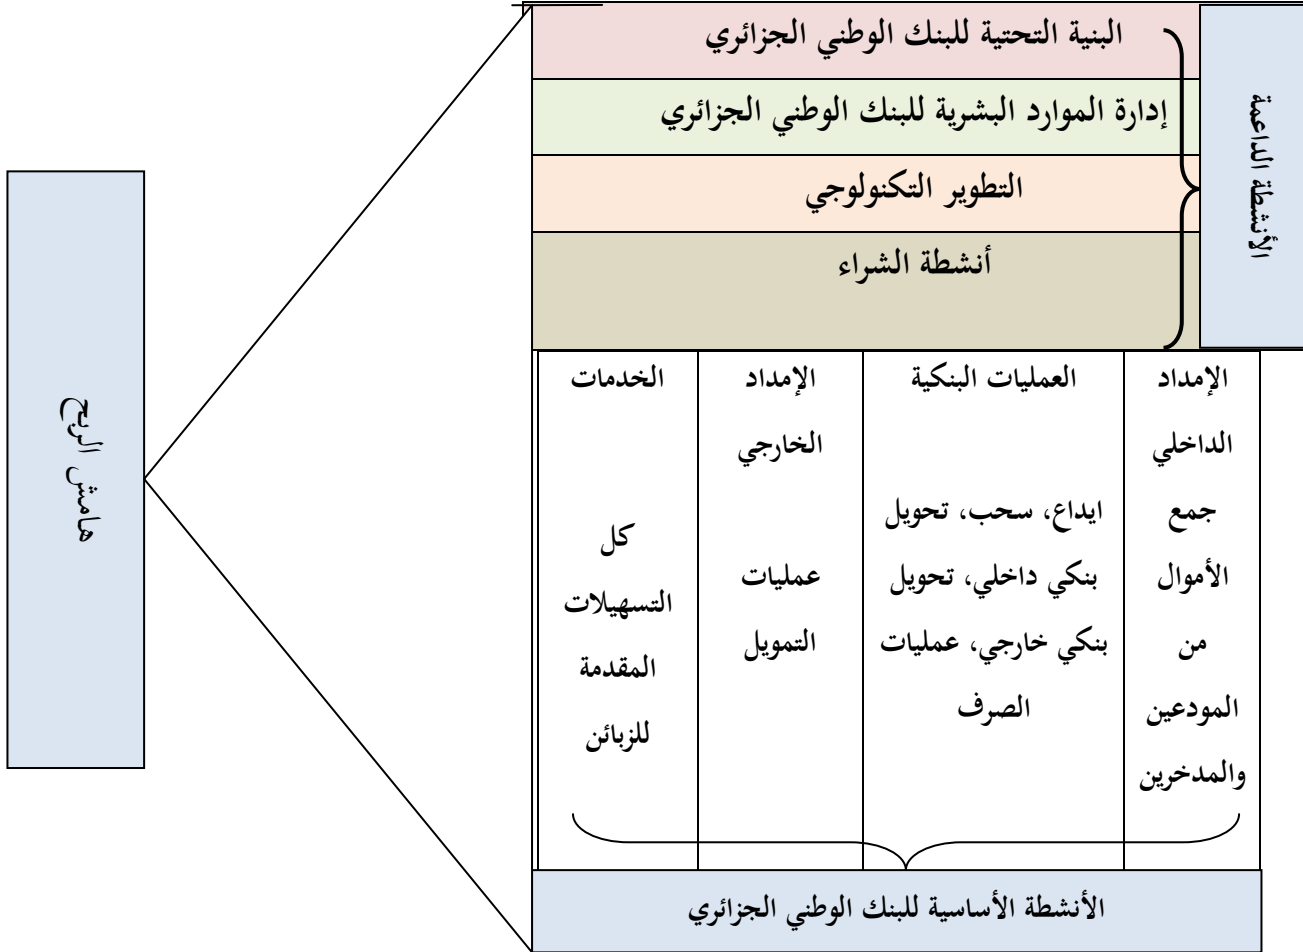 البنية التحتية للبنك الوطني الجزائري
إدارة الموارد البشرية للبنك الوطني الجزائري
التطوير التكنولوجي
أنشطة الشراء
الأنشطة الداعمة
الإمداد
الداخلي
جمع
الأموال
من
المودعين
والمدخرين
العمليات البنكية
ايداع، سحب، تحويل
بنكي داخلي، تحويل
بنكي خارجي، عمليات
الصرف
الإمداد
الخارجي
عمليات
التمويل
الخدمات
كل
التسهيلات
المقدمة
للزبائن
الأنشطة الأساسية للبنك الوطني الجزائري
هامش الربح